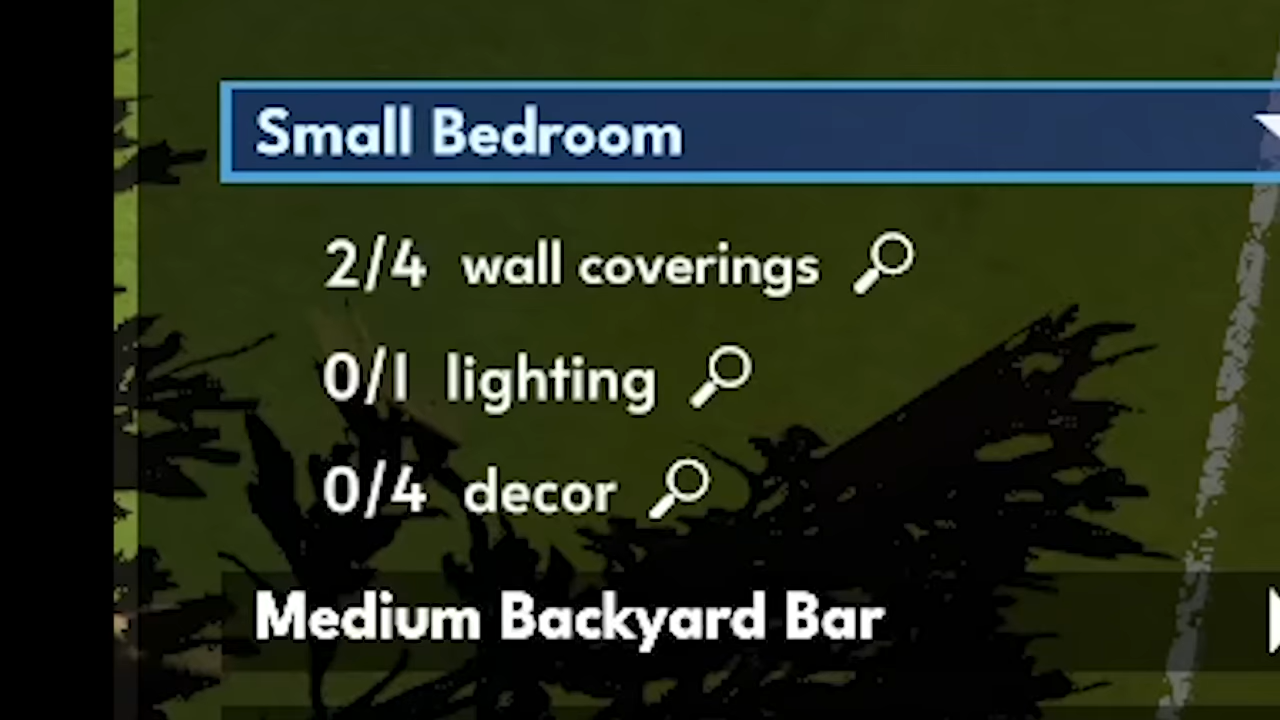 Small Bedroom
2/4 wall coverings
0/1 lighting
0/4 decor
Medium Backyard Bar